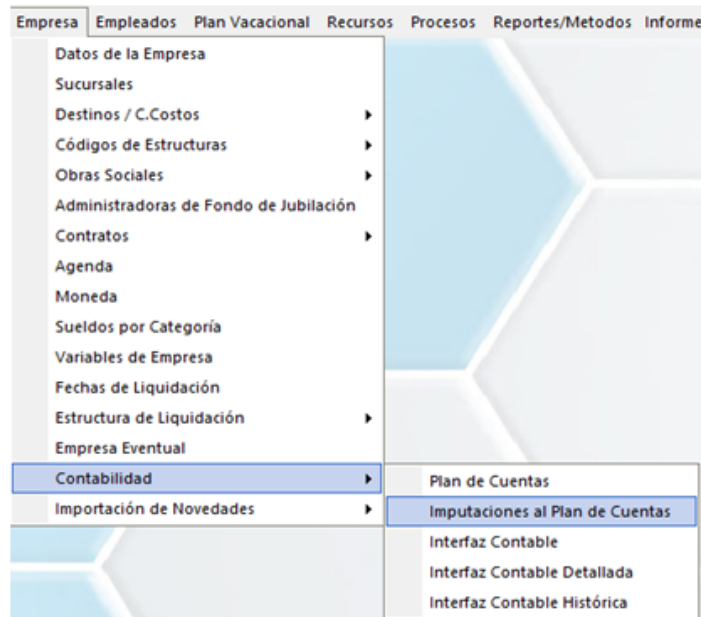 Empresa Empleados Plan Vacacional Recursos Procesos Reportes/Metodos Informe
Datos de la Empresa
Sucursales
Destinos / C.Costos
Códigos de Estructuras
Obras Sociales
Administradoras de Fondo de Jubilación
Contratos
Agenda
Moneda
Sueldos por Categoría
Variables de Empresa
Fechas de Liquidación
Estructura de Liquidación
Empresa Eventual
Contabilidad
Importación de Novedades
Plan de Cuentas
Imputaciones al Plan de Cuentas
Interfaz Contable
Interfaz Contable Detallada
Interfaz Contable Histórica